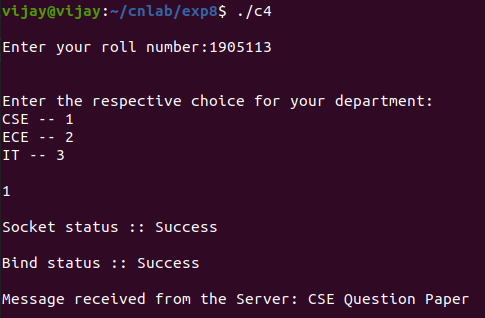 vijay@vijay:~/cnlab/exp8$ ./c4
Enter your roll number:1905113
Enter the respective choice for your department:
CSE -- 1
ECE -- 2
IT -- 3
1
Socket status :: Success
Bind status :: Success
Message received from the Server: CSE Question Paper